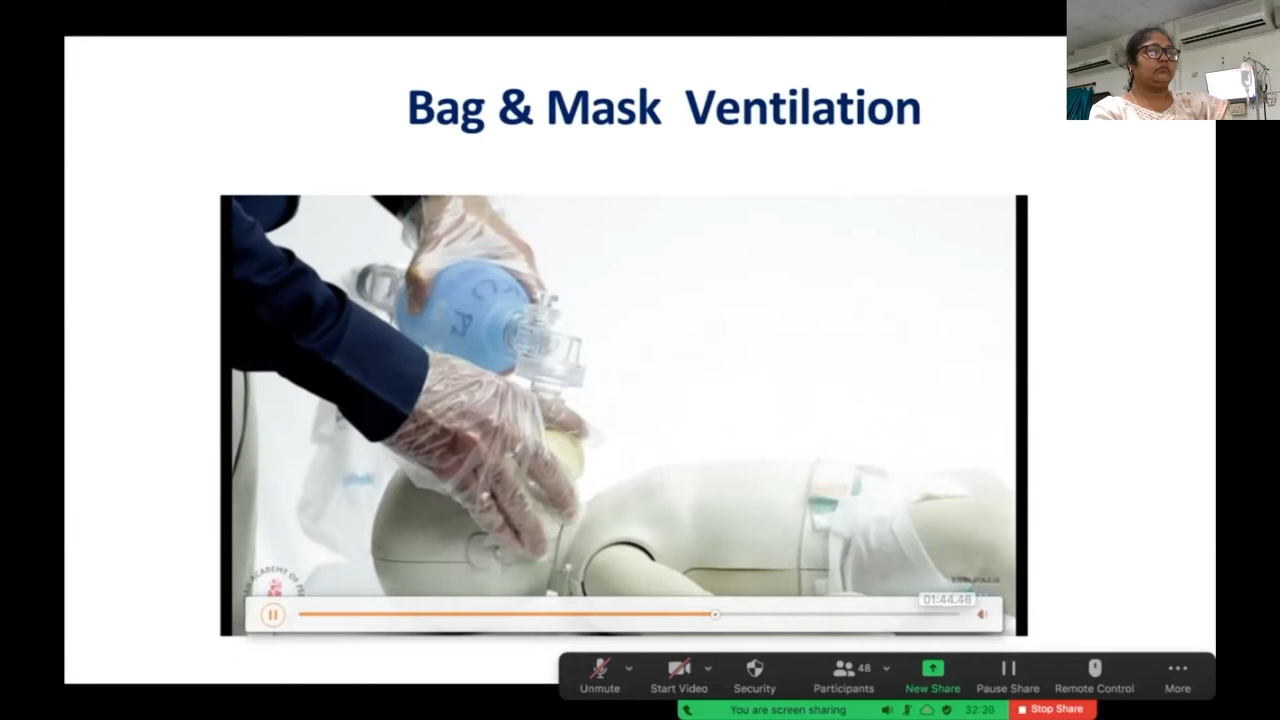 Bag & Mask Ventilation
01:44.46
48
Unmute
Start Video
Security
Participants
New Share
Pause Share
Remote Control
More
You are screen sharing
32:30
Stop Share